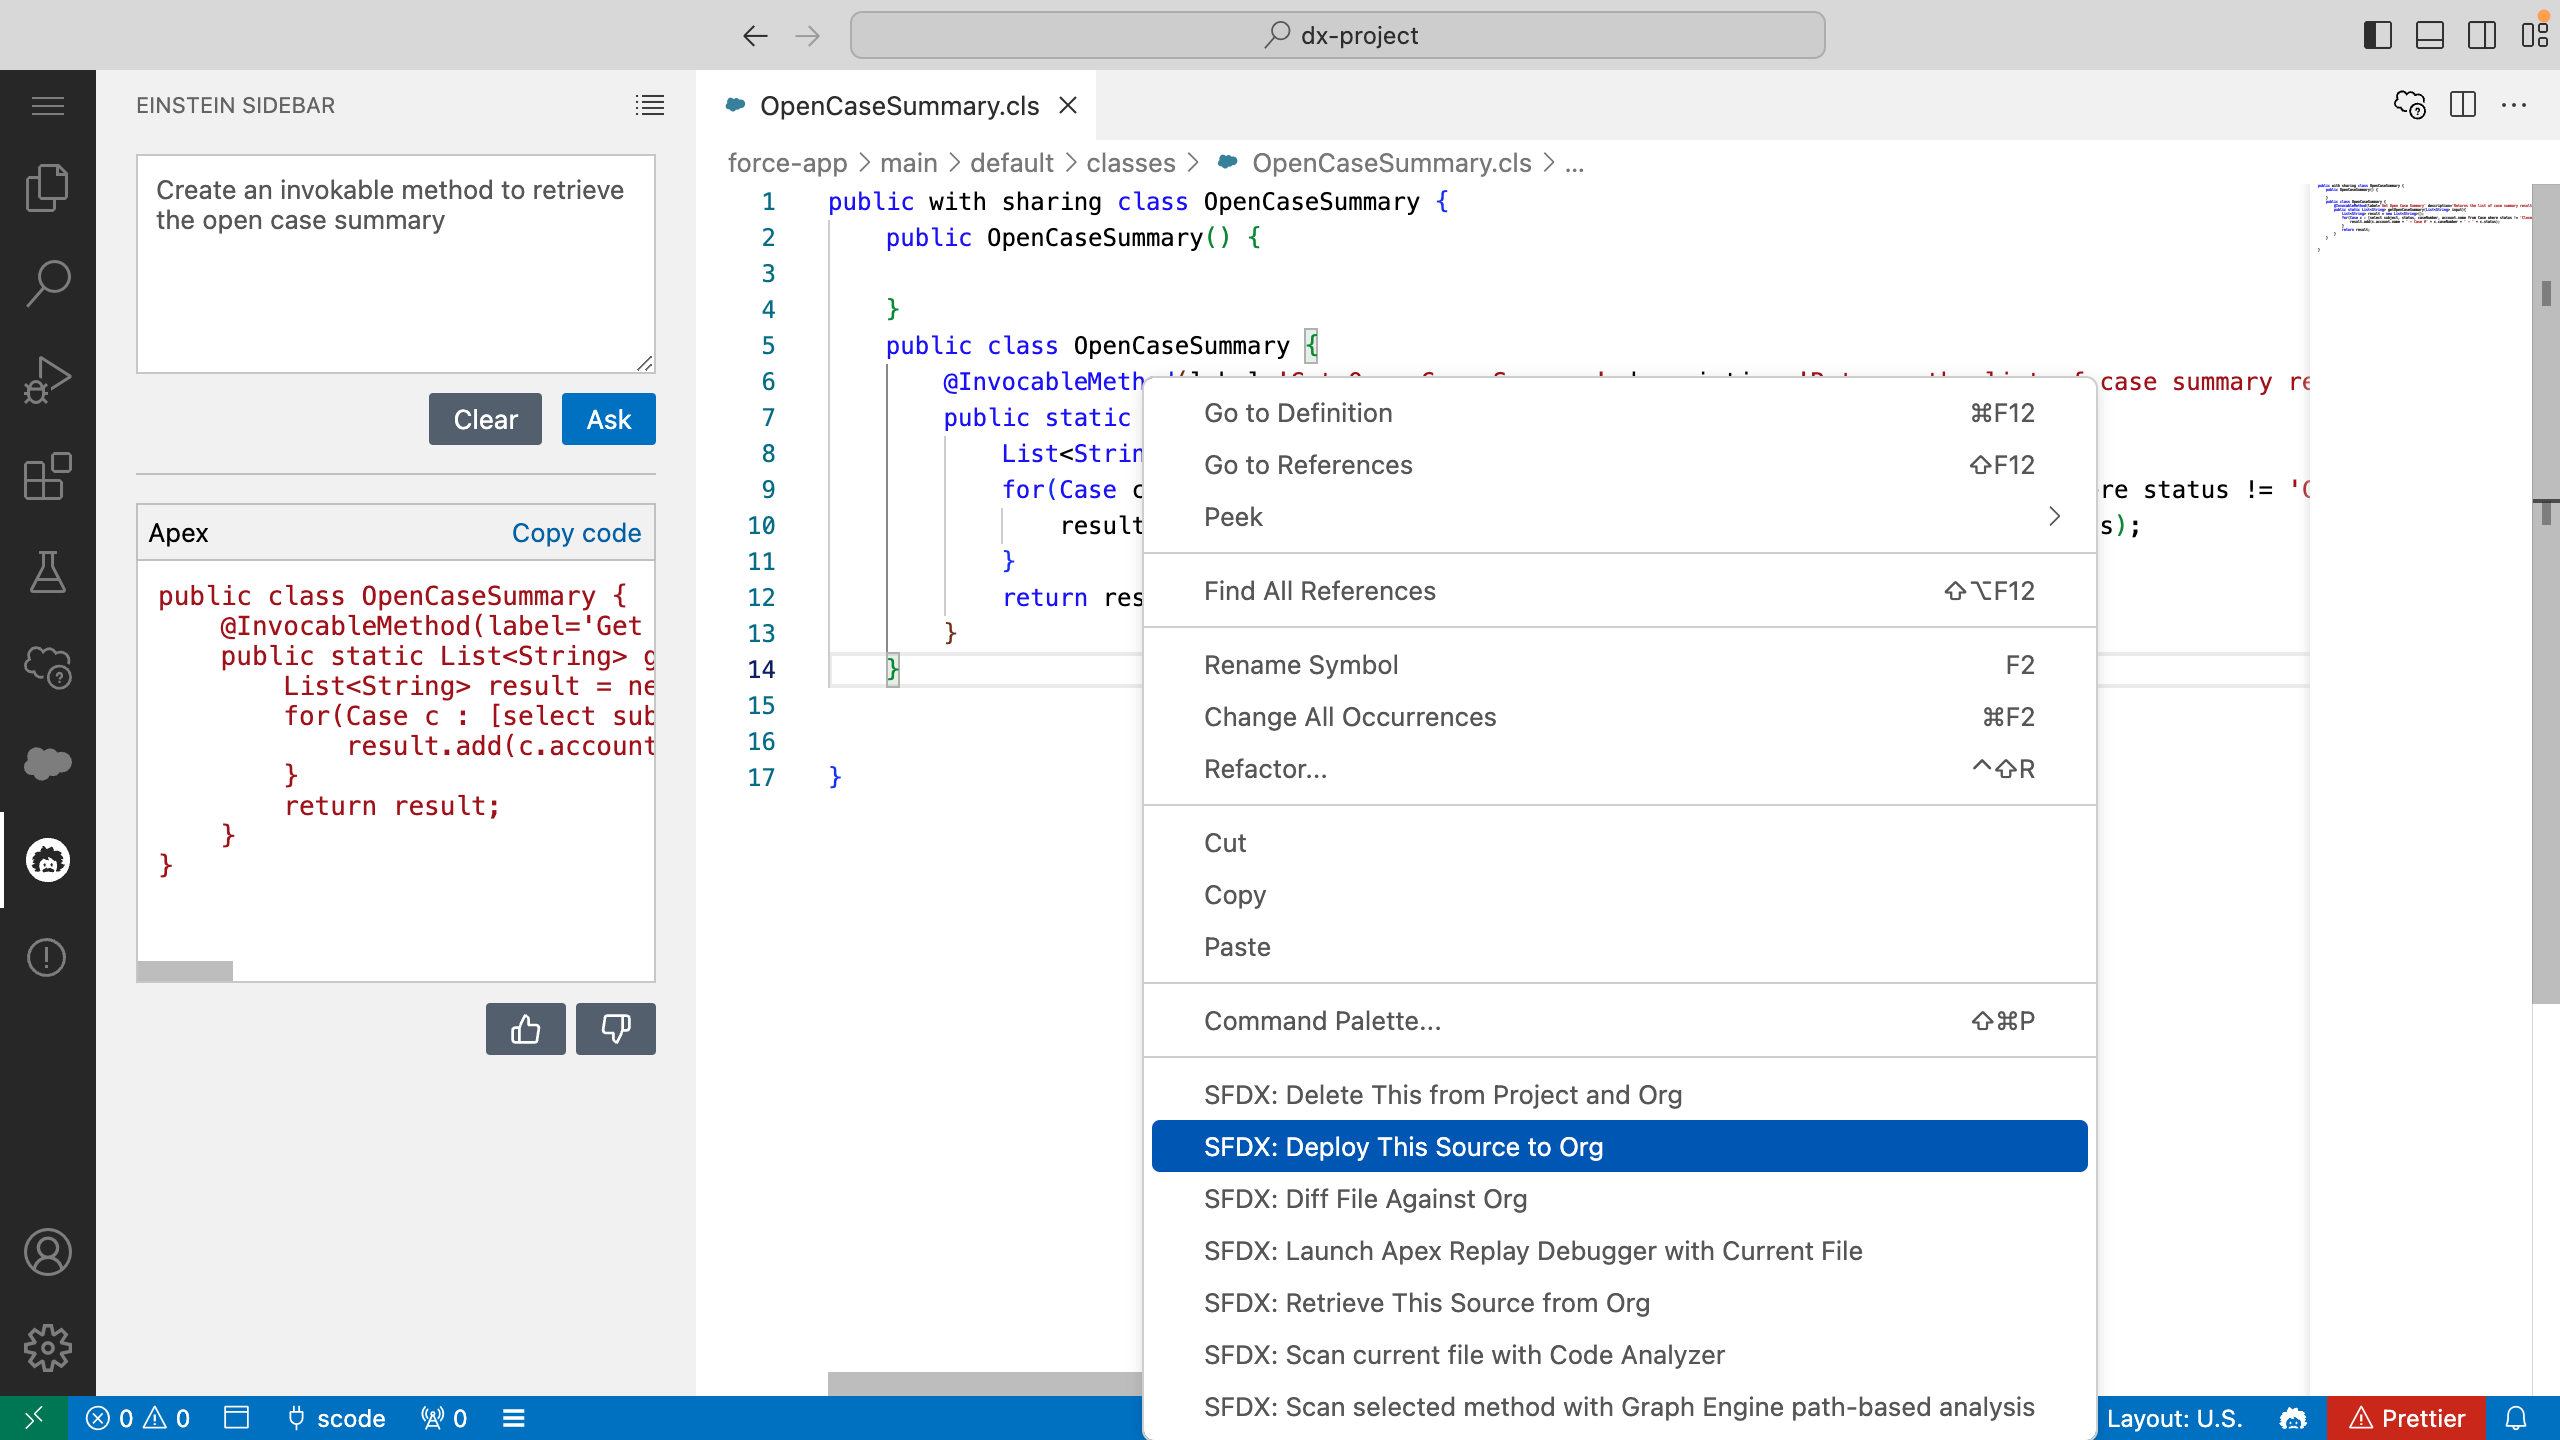 dx-project
EINSTEIN SIDEBAR
Create an invokable method to retrieve
the open case summary
Clear
Ask
Apex
Copy code
public class OpenCaseSummary {
@InvocableMethod(label='Get
public static List<String> g
List<String> result = ne
for(Case c : [select sub
result.add(c.account
}
return result;
}
}
OpenCaseSummary.cls
force-app > main > default > classes > OpenCaseSummary.cls > ...
1 public with sharing class OpenCaseSummary {
2 public OpenCaseSummary() {
3
4 }
5 public class OpenCaseSummary {
6 @InvocableMeth case summary re
7 public static
8 List<Strin
9 for(Case c re status != 'C
10 result s);
11 }
12 return res
13 }
14 }
15
16
17 }
Go to Definition ⌘F12
Go to References ⇧F12
Peek
Find All References ⇧⌥F12
Rename Symbol F2
Change All Occurrences ⌘F2
Refactor... ^⇧R
Cut
Copy
Paste
Command Palette... ⇧⌘P
SFDX: Delete This from Project and Org
SFDX: Deploy This Source to Org
SFDX: Diff File Against Org
SFDX: Launch Apex Replay Debugger with Current File
SFDX: Retrieve This Source from Org
SFDX: Scan current file with Code Analyzer
SFDX: Scan selected method with Graph Engine path-based analysis
0 0 scode 0 Layout: U.S. Prettier